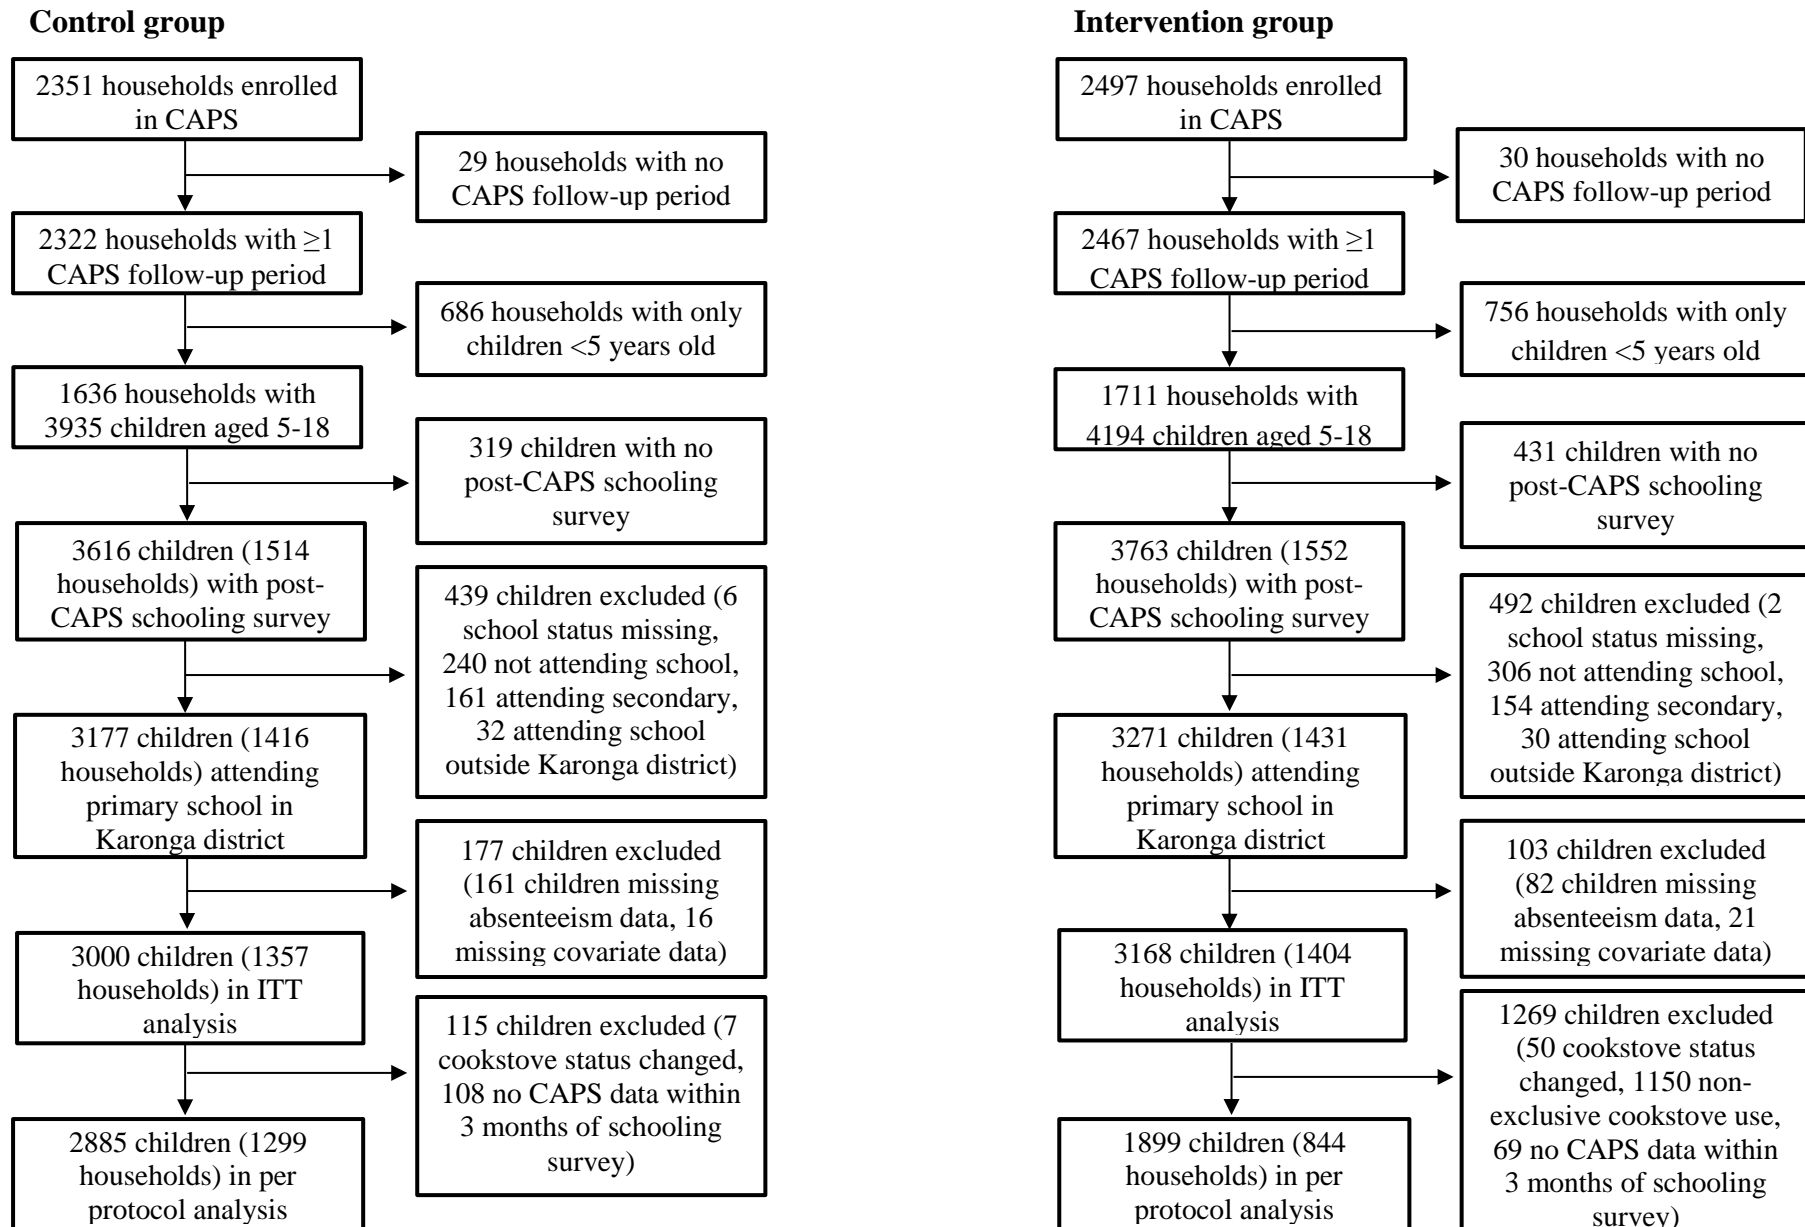 Control group
2351 households enrolled
in CAPS
29 households with no
CAPS follow-up period
2322 households with ≥1
CAPS follow-up period
686 households with only
children <5 years old
1636 households with
3935 children aged 5-18
319 children with no
post-CAPS schooling
survey
3616 children (1514
households) with post-
CAPS schooling survey
439 children excluded (6
school status missing,
240 not attending school,
161 attending secondary,
32 attending school
outside Karonga district)
3177 children (1416
households) attending
primary school in
Karonga district
177 children excluded
(161 children missing
absenteeism data, 16
missing covariate data)
3000 children (1357
households) in ITT
analysis
115 children excluded (7
cookstove status changed,
108 no CAPS data within
3 months of schooling
survey)
2885 children (1299
households) in per
protocol analysis
Intervention group
2497 households enrolled
in CAPS
30 households with no
CAPS follow-up period
2467 households with ≥1
CAPS follow-up period
756 households with only
children <5 years old
1711 households with
4194 children aged 5-18
431 children with no
post-CAPS schooling
survey
3763 children (1552
households) with post-
CAPS schooling survey
492 children excluded (2
school status missing,
306 not attending school,
154 attending secondary,
30 attending school
outside Karonga district)
3271 children (1431
households) attending
primary school in
Karonga district
103 children excluded
(82 children missing
absenteeism data, 21
missing covariate data)
3168 children (1404
households) in ITT
analysis
1269 children excluded
(50 cookstove status
changed, 1150 non-
exclusive cookstove use,
69 no CAPS data within
3 months of schooling
survey)
1899 children (844
households) in per
protocol analysis